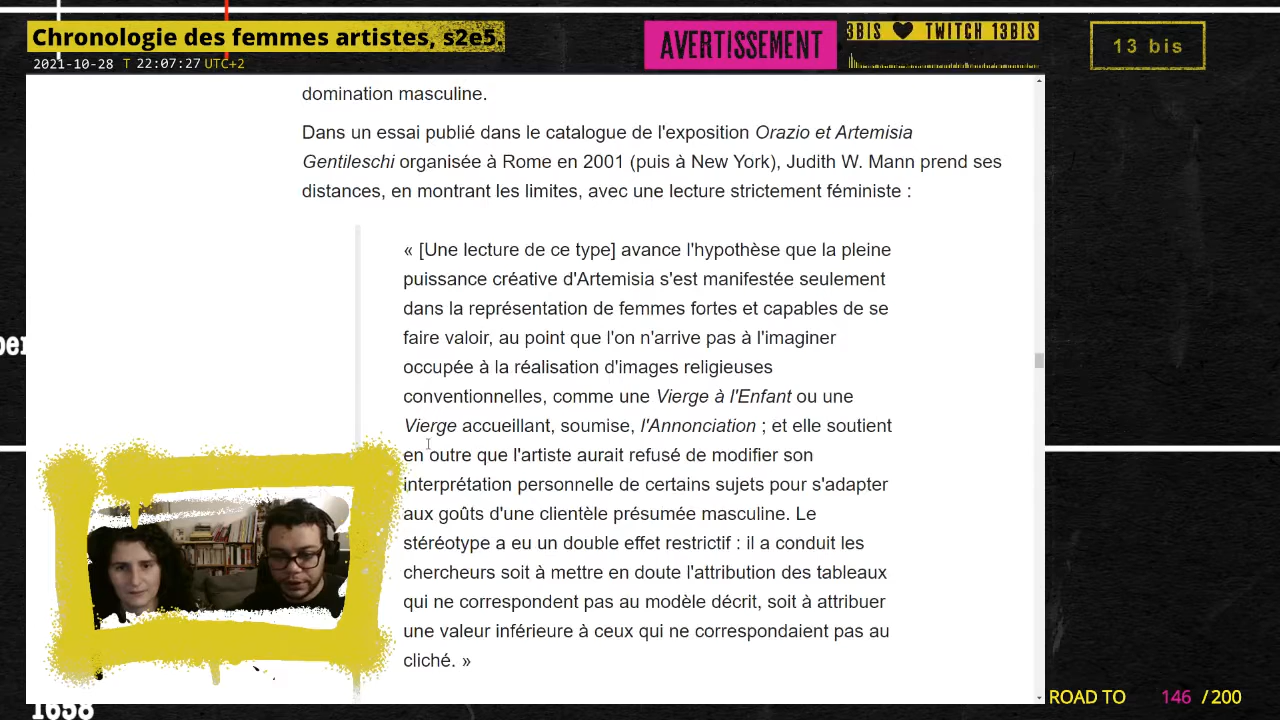 Chronologie des femmes artistes, s2e5
2021-10-28 T 22:07:27 UTC+2
AVERTISSEMENT
TWITCH 13BIS
13 bis
domination masculine.
Dans un essai publié dans le catalogue de l'exposition Orazio et Artemisia
Gentileschi organisée à Rome en 2001 (puis à New York), Judith W. Mann prend ses
distances, en montrant les limites, avec une lecture strictement féministe :
« [Une lecture de ce type] avance l'hypothèse que la pleine
puissance créative d'Artemisia s'est manifestée seulement
dans la représentation de femmes fortes et capables de se
faire valoir, au point que l'on n'arrive pas à l'imaginer
occupée à la réalisation d'images religieuses
conventionnelles, comme une Vierge à l'Enfant ou une
Vierge accueillant, soumise, l'Annonciation ; et elle soutient
en outre que l'artiste aurait refusé de modifier son
interprétation personnelle de certains sujets pour s'adapter
aux goûts d'une clientèle présumée masculine. Le
stéréotype a eu un double effet restrictif : il a conduit les
chercheurs soit à mettre en doute l'attribution des tableaux
qui ne correspondent pas au modèle décrit, soit à attribuer
une valeur inférieure à ceux qui ne correspondaient pas au
cliché. »
1658
ROAD TO 146 / 200